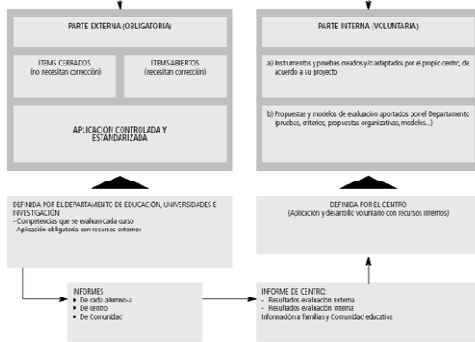 PARTE EXTERNA (OBLIGATORIA)
ÍTEMS CERRADOS
(no necesitan corrección)
ÍTEMS ABIERTOS
(necesitan corrección)
APLICACIÓN CONTROLADA Y
ESTANDARIZADA
PARTE INTERNA (VOLUNTARIA)
a) Instrumentos y pruebas creados y/o adaptados por el propio centro, de
acuerdo a su proyecto
b) Propuestas y modelos de evaluación aportados por el Departamento
(pruebas, criterios, propuestas organizativas, modelos...)
DEFINIDA POR EL DEPARTAMENTO DE EDUCACIÓN, UNIVERSIDADES E
INVESTIGACIÓN
- Competencias que se evalúan cada curso
- Aplicación obligatoria con recursos externos
DEFINIDA POR EL CENTRO
(Aplicación y desarrollo voluntario con recursos internos)
INFORMES
• De cada alumno-a
• De centro
• De Comunidad
INFORME DE CENTRO:
- Resultados evaluación externa
- Resultados evaluación interna
Información a familias y Comunidad educativa